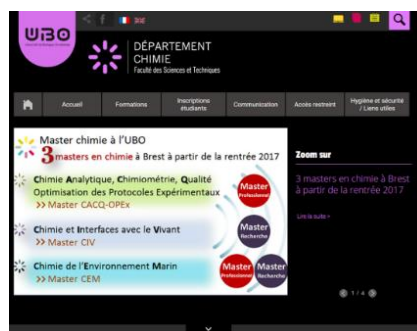 UBO
DÉPARTEMENT
CHIMIE
Faculté des Sciences et Techniques
Accueil
Formations
Inscriptions
étudiants
Communication
Accès restreint
Hygiène et sécurité
/ Liens utiles
Master chimie à l'UBO
3 masters en chimie à Brest à partir de la rentrée 2017
Chimie Analytique, Chimiométrie, Qualité
Optimisation des Protocoles Expérimentaux
>> Master CACQ-OPEx
Master
Professionnel
Chimie et Interfaces avec le Vivant
>> Master CIV
Master
Recherche
Chimie de l'Environnement Marin
>> Master CEM
Master
Professionnel
Master
Recherche
Zoom sur
3 masters en chimie à Brest
à partir de la rentrée 2017
Lire la suite >
1 / 4